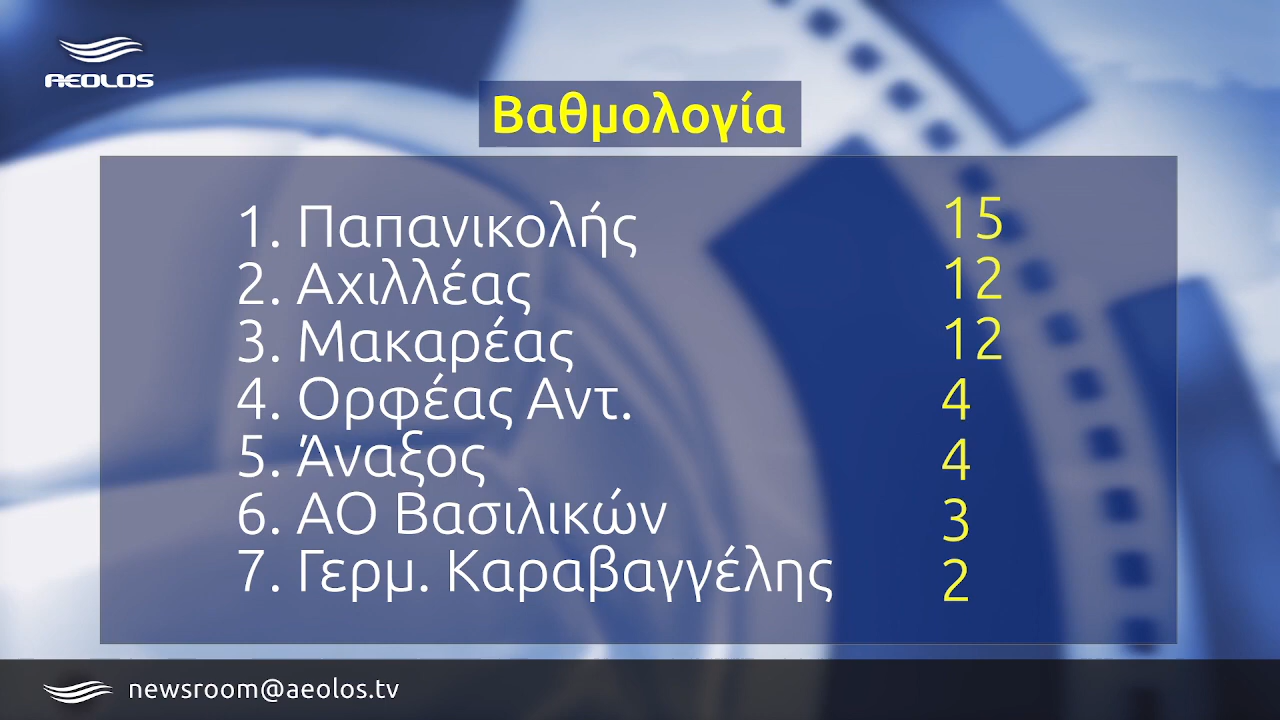 AEOLOS
Βαθμολογία
1. Παπανικολής 15
2. Αχιλλέας 12
3. Μακαρέας 12
4. Ορφέας Αντ. 4
5. Άναξος 4
6. ΑΟ Βασιλικών 3
7. Γερμ. Καραβαγγέλης 2
newsroom@aeolos.tv